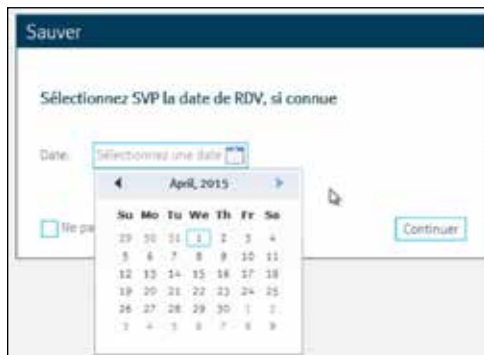 Sauver
Sélectionnez SVP la date de RDV, si connue
Date: Sélectionnez une date
April, 2015
Su Mo Tu We Th Fr Sa
29 30 31 1 2 3 4
5 6 7 8 9 10 11
12 13 14 15 16 17 18
19 20 21 22 23 24 25
26 27 28 29 30 1 2
3 4 5 6 7 8 9
Ne pa
Continuer